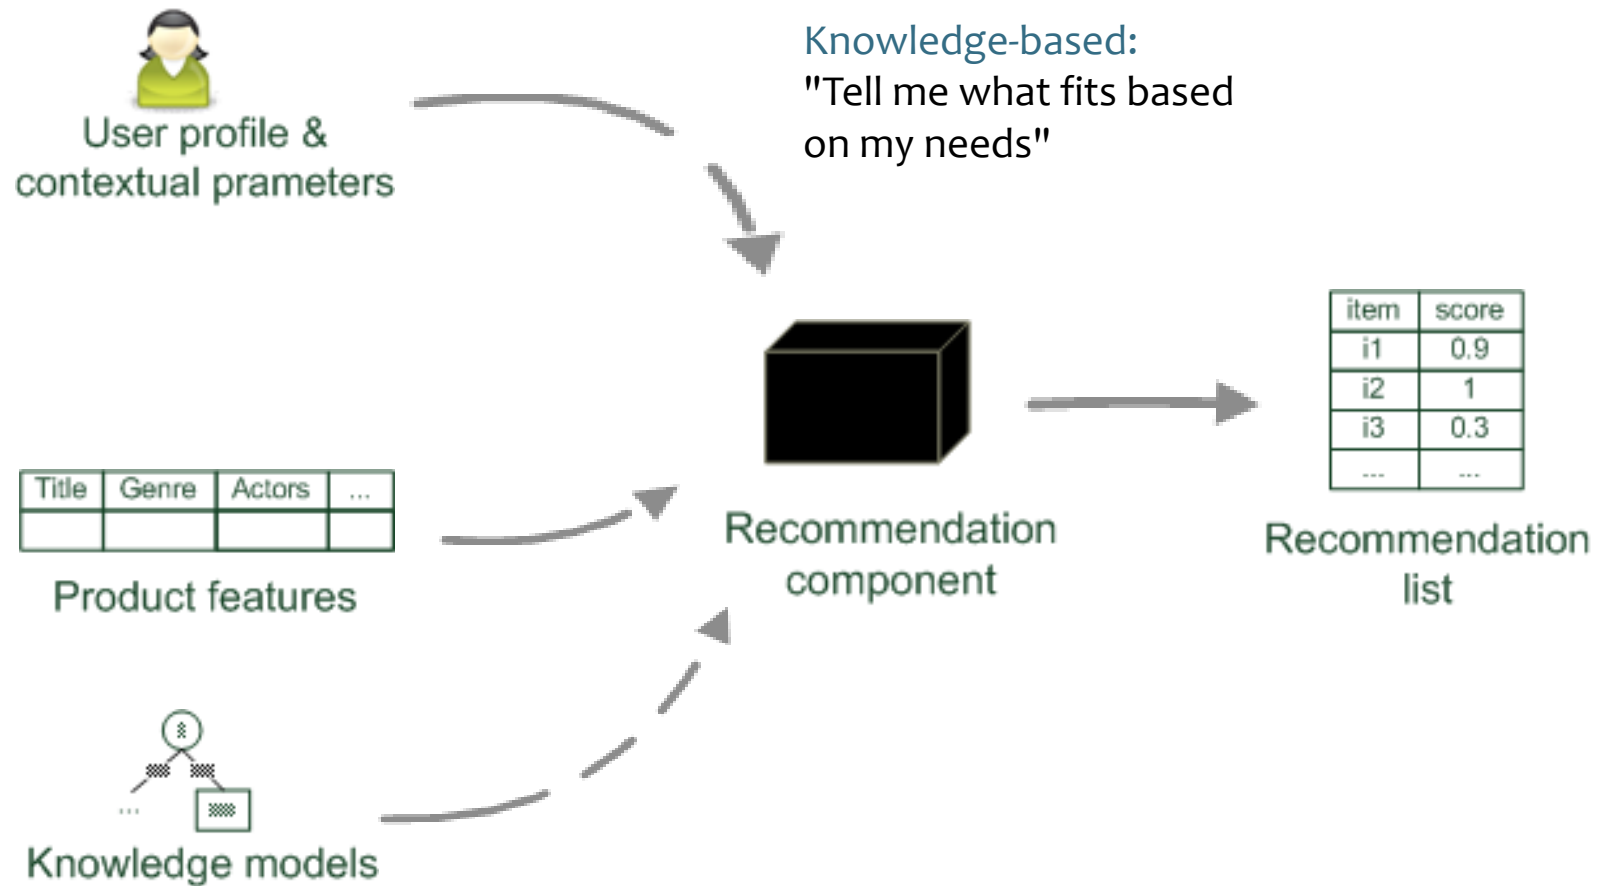 Knowledge-based:
"Tell me what fits based
on my needs"
User profile &
contextual prameters
item score
i1 0.9
i2 1
i3 0.3
... ...
Title Genre Actors ...
Product features
Recommendation
component
Recommendation
list
...
Knowledge models